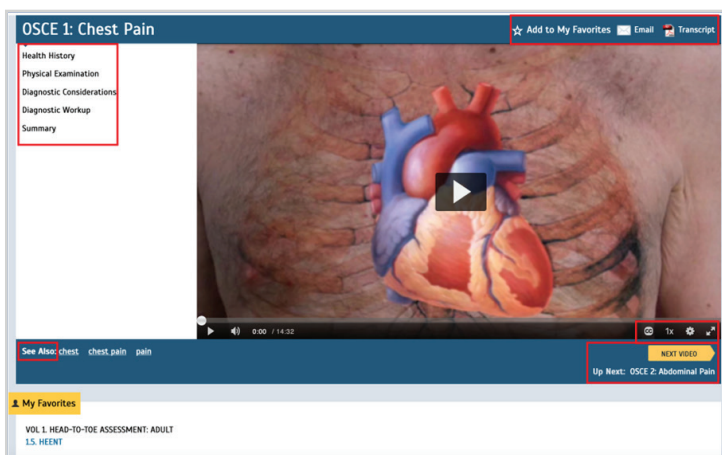 OSCE 1: Chest Pain
Add to My Favorites Email Transcript
Health History
Physical Examination
Diagnostic Considerations
Diagnostic Workup
Summary
0:00 / 14:32 CC 1x
See Also: chest chest pain pain
NEXT VIDEO
Up Next: OSCE 2: Abdominal Pain
My Favorites
VOL 1. HEAD-TO-TOE ASSESSMENT: ADULT
1.5. HEENT